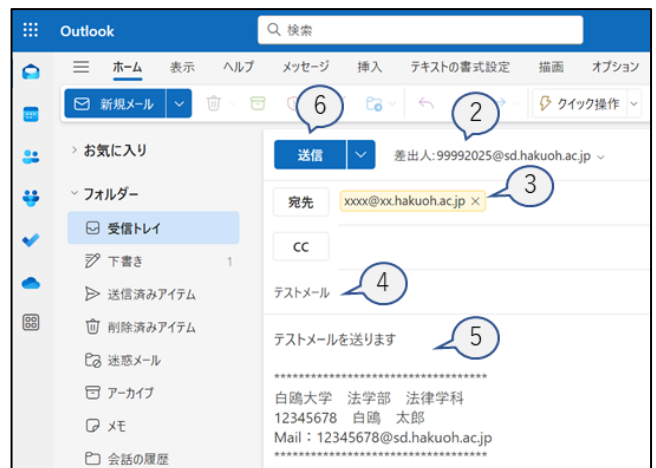 Outlook
検索
ホーム 表示 ヘルプ メッセージ 挿入 テキストの書式設定 描画 オプション
新規メール クイック操作
6
2
お気に入り
送信 差出人:99992025@sd.hakuoh.ac.jp
3
フォルダー
宛先 xxxx@xx.hakuoh.ac.jp ×
受信トレイ
CC
下書き 1
4
送信済みアイテム
テストメール
削除済みアイテム
5
テストメールを送ります
迷惑メール
***********************************
アーカイブ
白鴎大学 法学部 法律学科
メモ
12345678 白鴎 太郎
Mail：12345678@sd.hakuoh.ac.jp
会話の履歴
***********************************